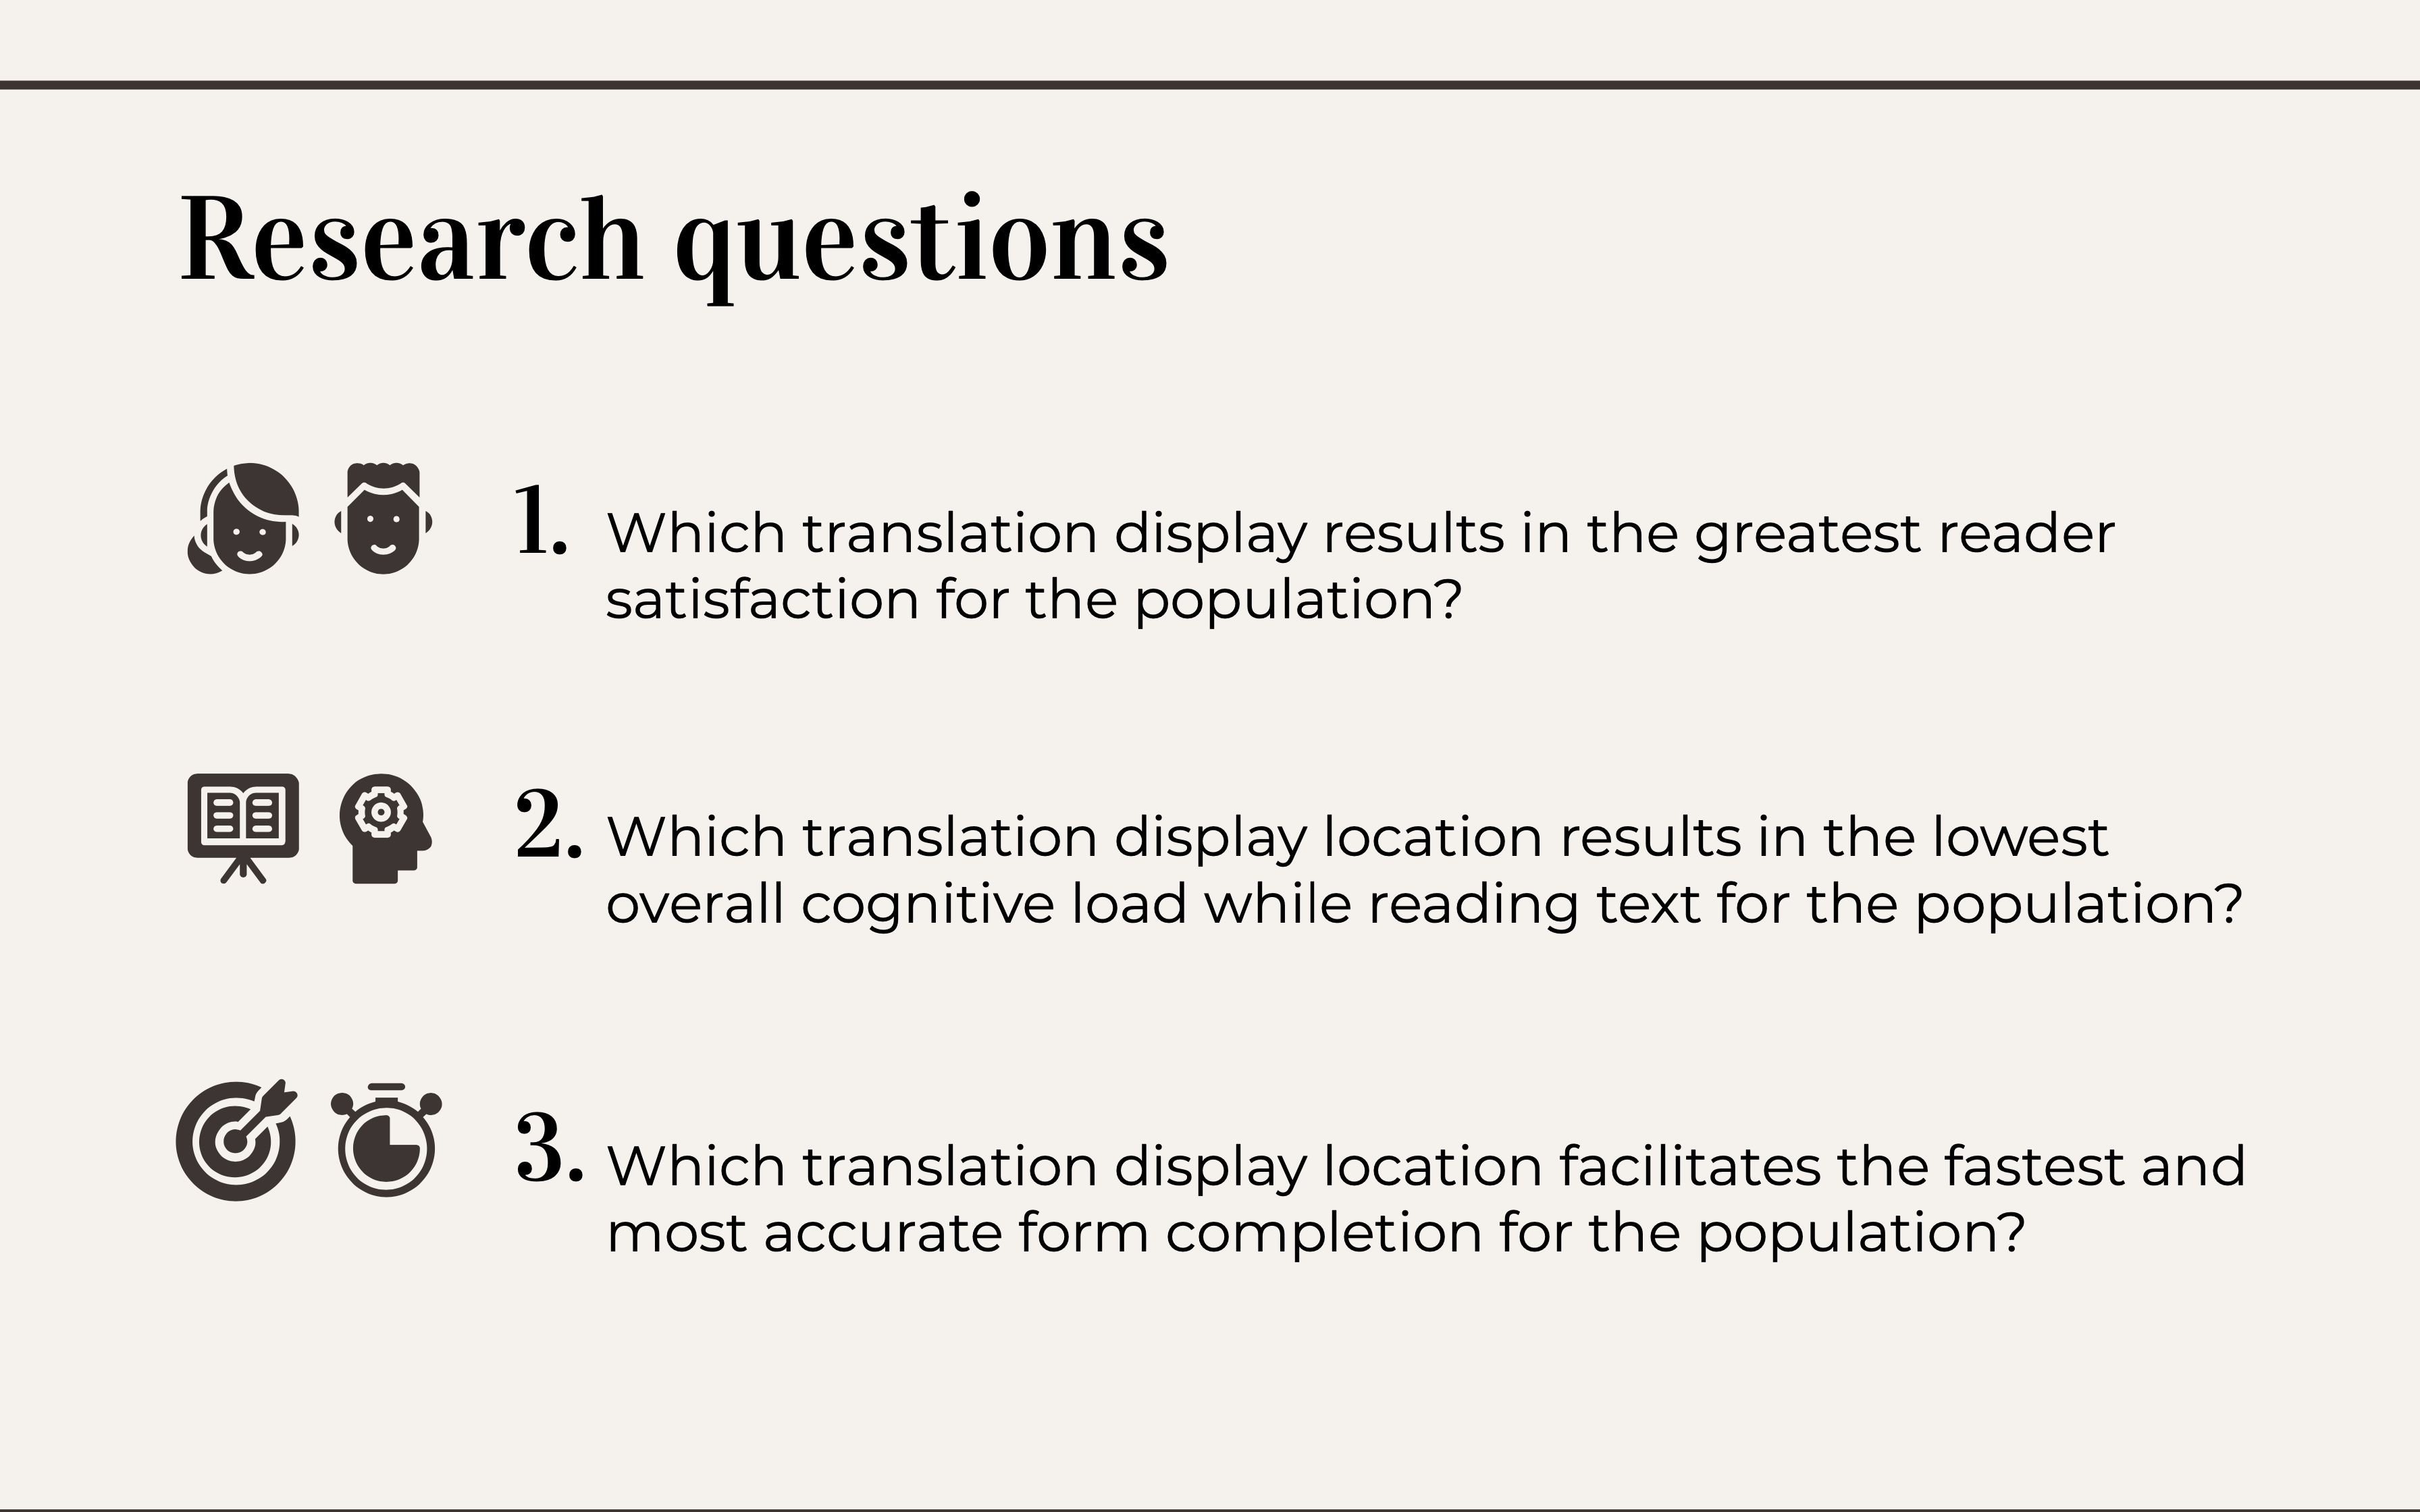 Research questions
1. Which translation display results in the greatest reader
satisfaction for the population?
2. Which translation display location results in the lowest
overall cognitive load while reading text for the population?
3. Which translation display location facilitates the fastest and
most accurate form completion for the population?